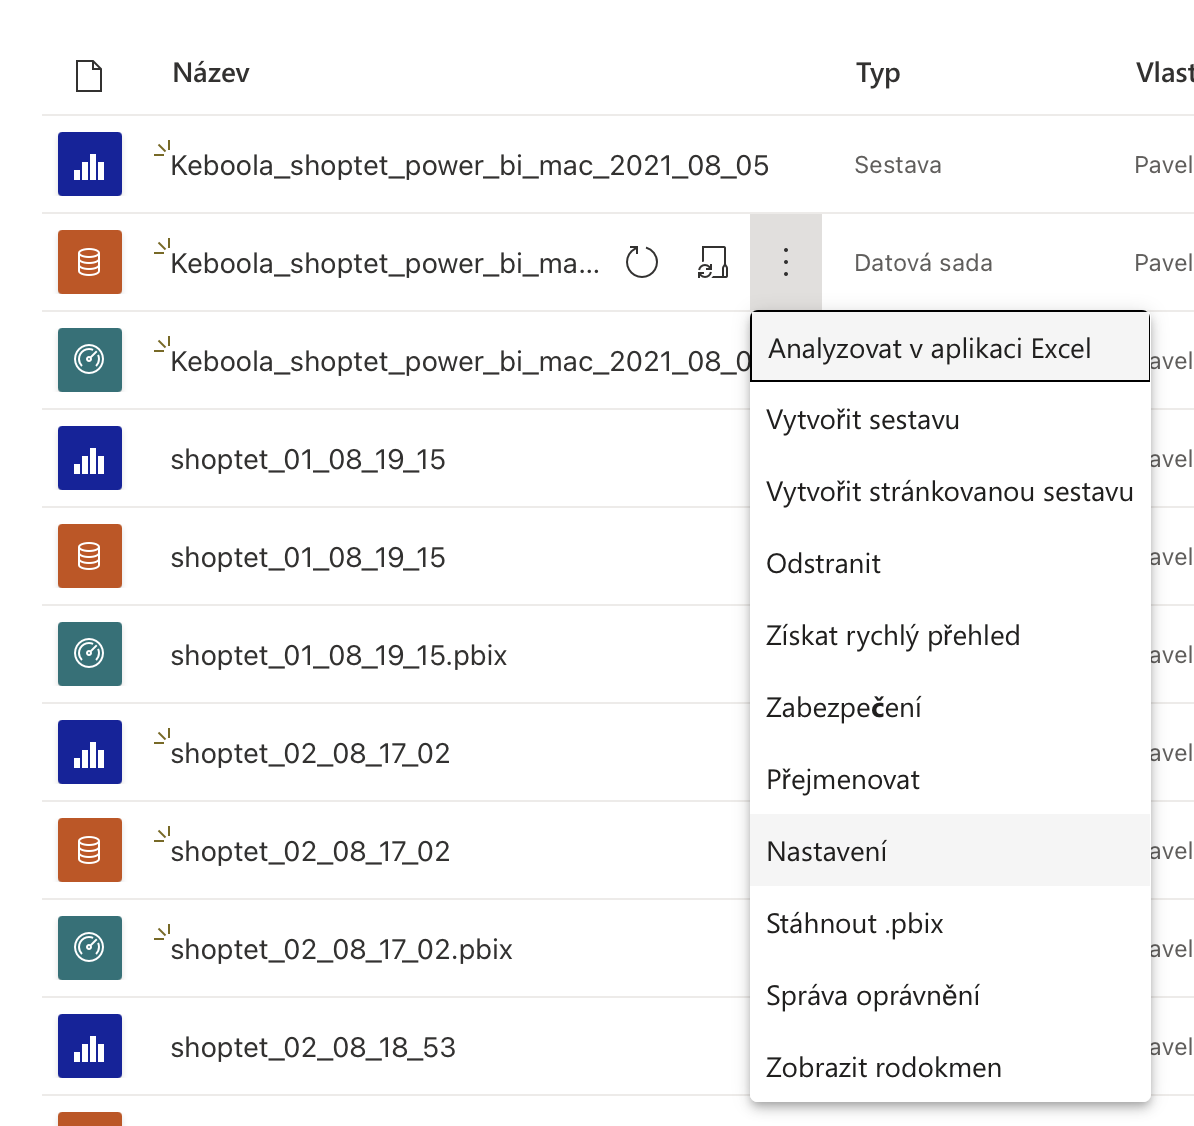 Název Typ Vlast
Keboola_shoptet_power_bi_mac_2021_08_05 Sestava Pavel
Keboola_shoptet_power_bi_ma... Datová sada Pavel
Keboola_shoptet_power_bi_mac_2021_08_0 avel
Analyzovat v aplikaci Excel
Vytvořit sestavu
shoptet_01_08_19_15 avel
Vytvořit stránkovanou sestavu
shoptet_01_08_19_15 avel
Odstranit
Získat rychlý přehled
shoptet_01_08_19_15.pbix avel
Zabezpečení
shoptet_02_08_17_02 avel
Přejmenovat
shoptet_02_08_17_02 avel
Nastavení
Stáhnout .pbix
shoptet_02_08_17_02.pbix avel
Správa oprávnění
shoptet_02_08_18_53 avel
Zobrazit rodokmen